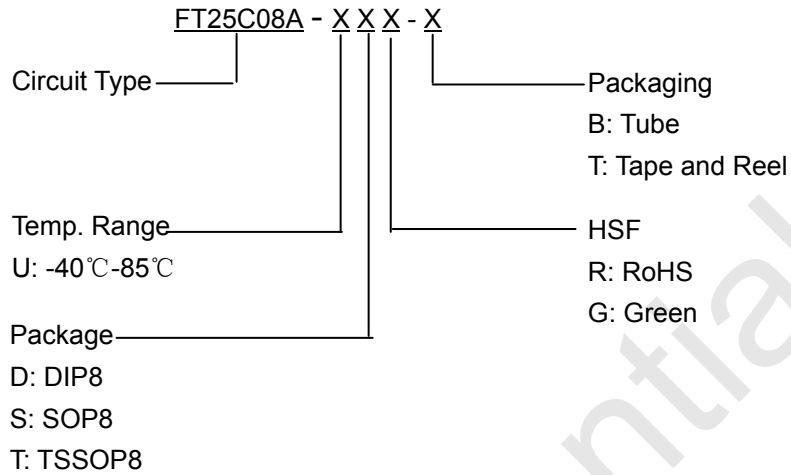 FT25C08A - X X X - X
Circuit Type
Packaging
B: Tube
T: Tape and Reel
Temp. Range
U: -40℃-85℃
HSF
R: RoHS
G: Green
Package
D: DIP8
S: SOP8
T: TSSOP8
ntial